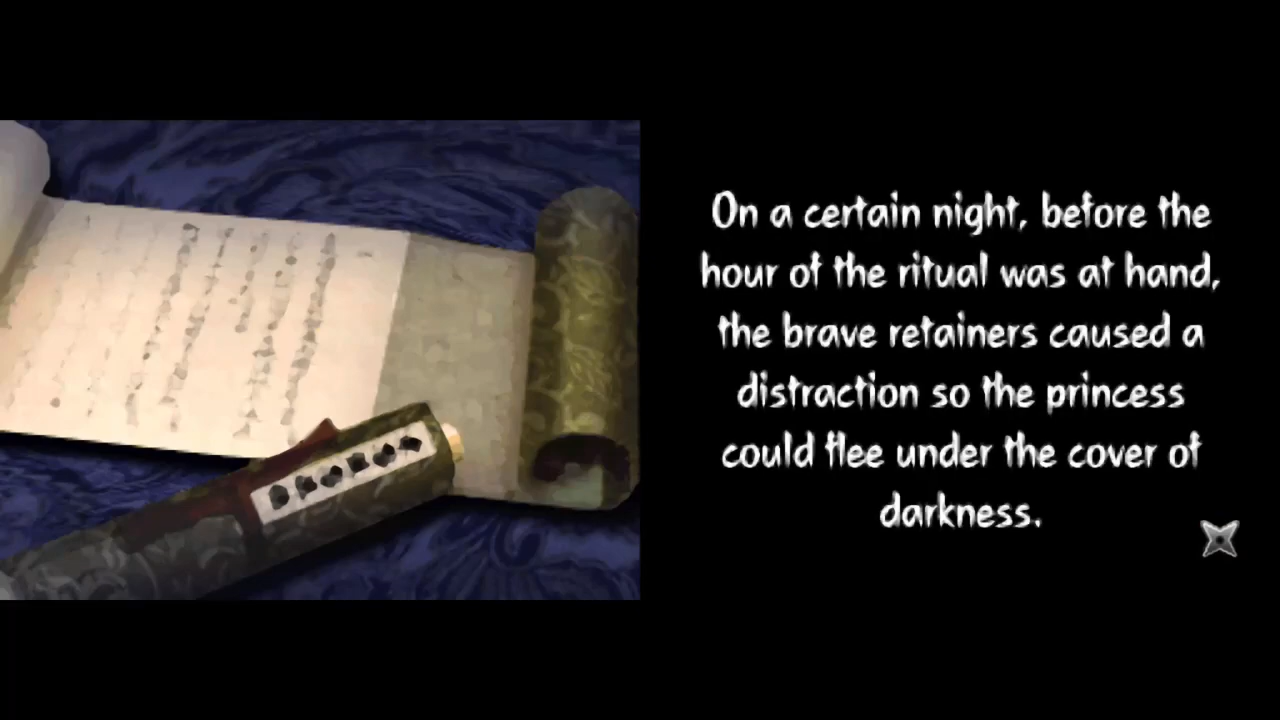 On a certain night, before the
hour of the ritual was at hand,
the brave retainers caused a
distraction so the princess
could flee under the cover of
darkness.